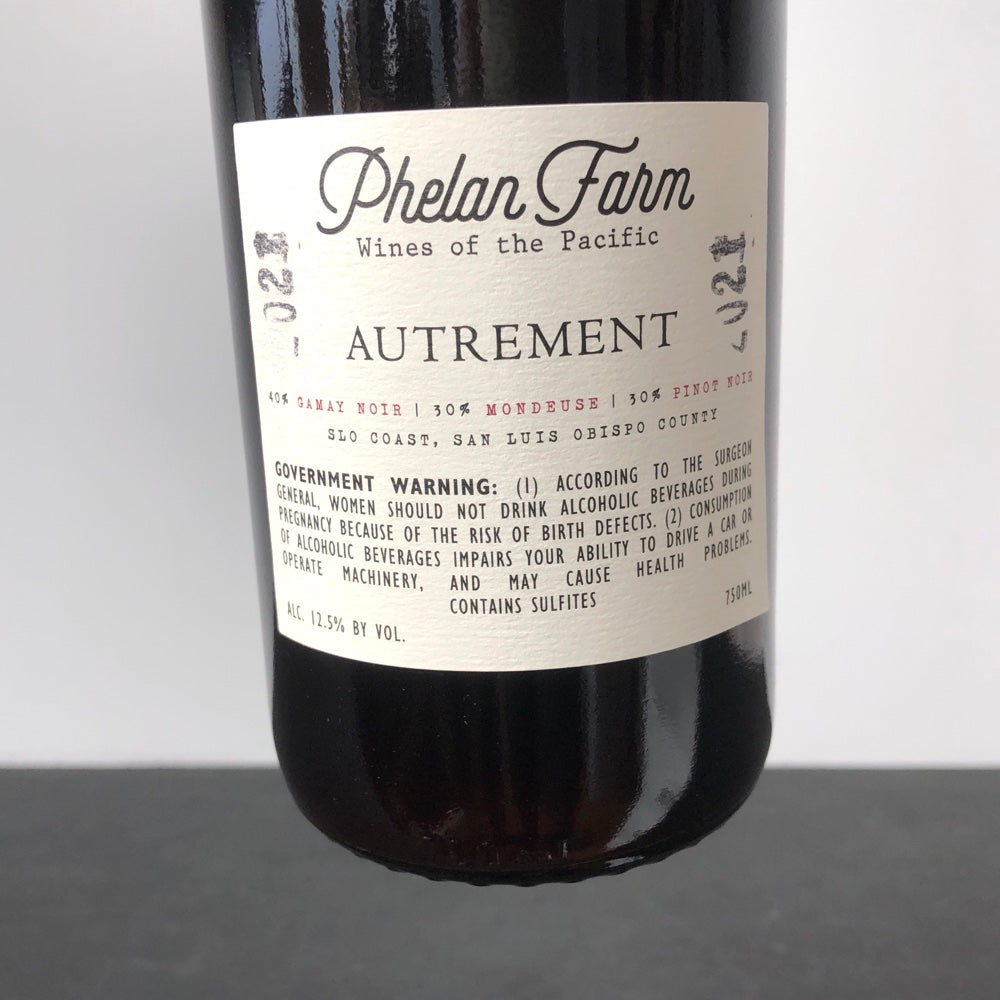 Phelan Farm
Wines of the Pacific
2021
2021
AUTREMENT
40% GAMAY NOIR | 30% MONDEUSE | 30% PINOT NOIR
SLO COAST, SAN LUIS OBISPO COUNTY
GOVERNMENT WARNING: (1) ACCORDING TO THE SURGEON
GENERAL, WOMEN SHOULD NOT DRINK ALCOHOLIC BEVERAGES DURING
PREGNANCY BECAUSE OF THE RISK OF BIRTH DEFECTS. (2) CONSUMPTION
OF ALCOHOLIC BEVERAGES IMPAIRS YOUR ABILITY TO DRIVE A CAR OR
OPERATE MACHINERY, AND MAY CAUSE HEALTH PROBLEMS.
CONTAINS SULFITES
ALC. 12.5% BY VOL.
750ML